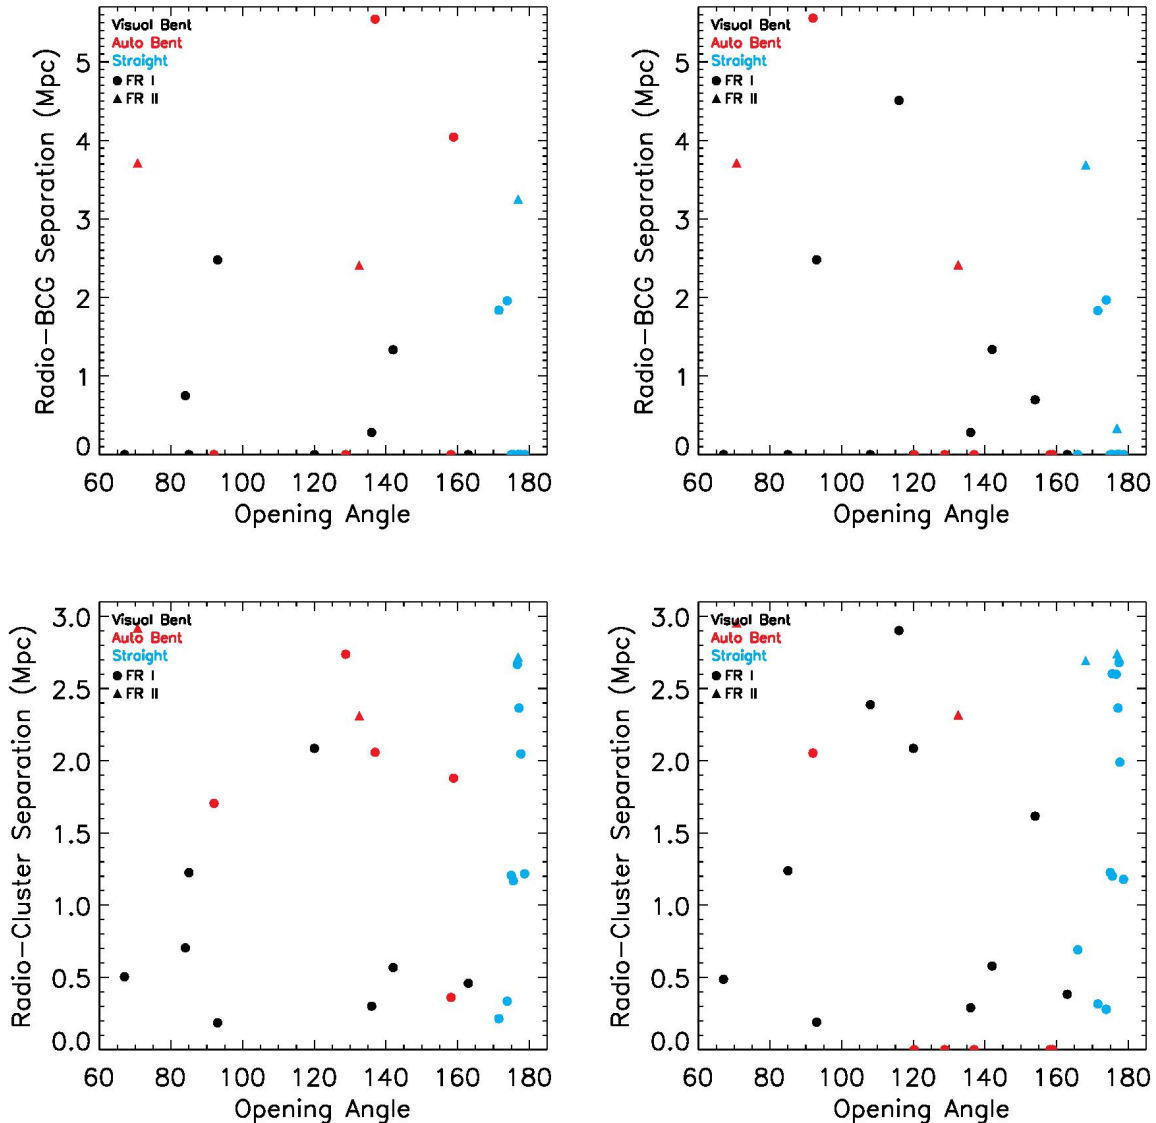 Visual Bent
Auto Bent
Straight
● FR I
▲ FR II
5
4
3
2
1
0
Radio–BCG Separation (Mpc)
60 80 100 120 140 160 180
Opening Angle
Visual Bent
Auto Bent
Straight
● FR I
▲ FR II
5
4
3
2
1
0
Radio–BCG Separation (Mpc)
60 80 100 120 140 160 180
Opening Angle
Visual Bent
Auto Bent
Straight
● FR I
▲ FR II
3.0
2.5
2.0
1.5
1.0
0.5
0.0
Radio–Cluster Separation (Mpc)
60 80 100 120 140 160 180
Opening Angle
Visual Bent
Auto Bent
Straight
● FR I
▲ FR II
3.0
2.5
2.0
1.5
1.0
0.5
0.0
Radio–Cluster Separation (Mpc)
60 80 100 120 140 160 180
Opening Angle